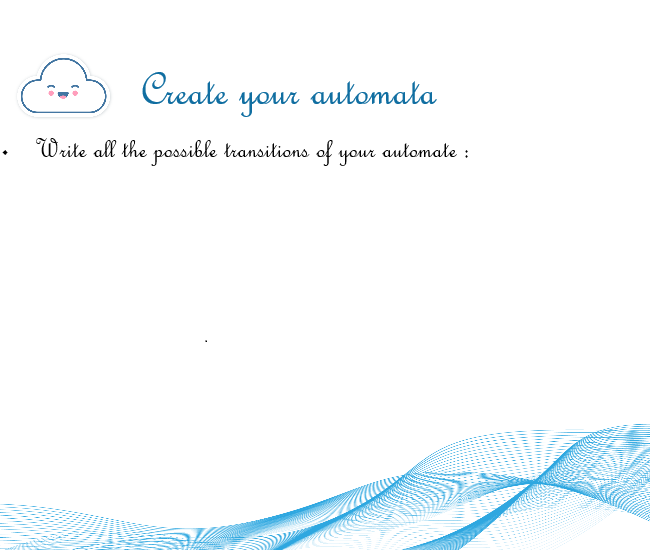 Create your automata
Write all the possible transitions of your automate :
.